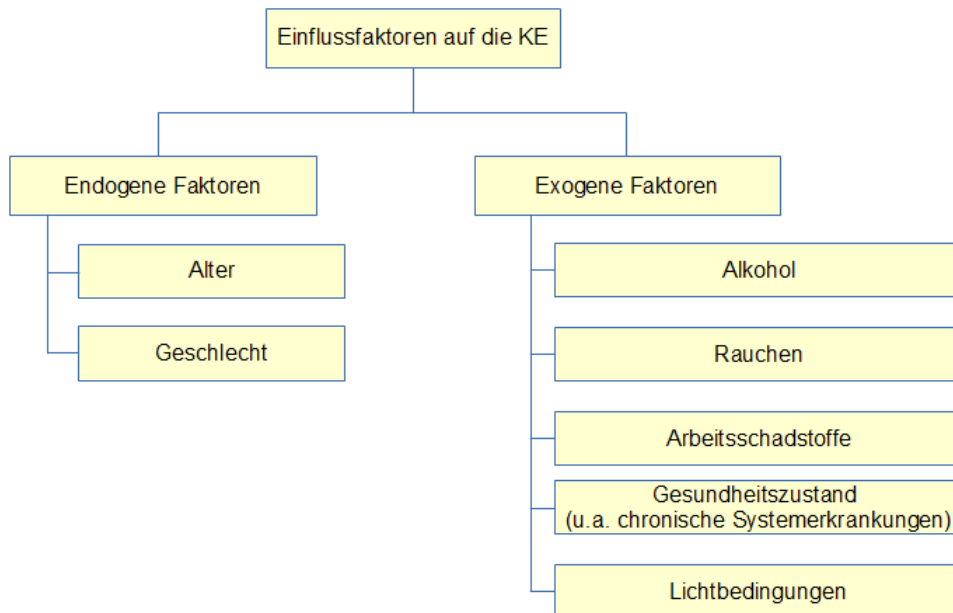 Einflussfaktoren auf die KE
Endogene Faktoren
Alter
Geschlecht
Exogene Faktoren
Alkohol
Rauchen
Arbeitsschadstoffe
Gesundheitszustand
(u.a. chronische Systemerkrankungen)
Lichtbedingungen